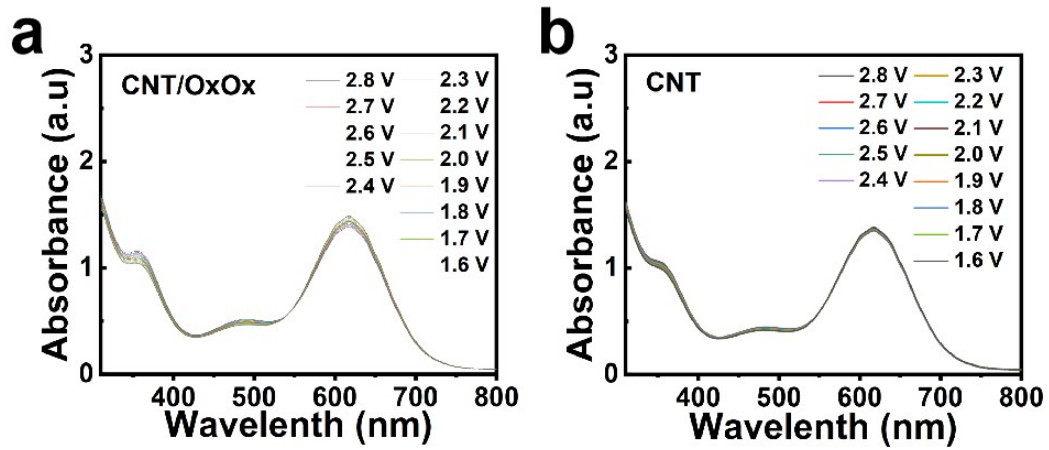 a
3
CNT/OxOx
2.8 V
2.7 V
2.6 V
2.5 V
2.4 V
2.3 V
2.2 V
2.1 V
2.0 V
1.9 V
1.8 V
1.7 V
1.6 V
2
1
0
Absorbance (a.u)
400 500 600 700 800
Wavelenth (nm)
b
3
CNT
2.8 V
2.7 V
2.6 V
2.5 V
2.4 V
2.3 V
2.2 V
2.1 V
2.0 V
1.9 V
1.8 V
1.7 V
1.6 V
2
1
0
Absorbance (a.u)
400 500 600 700 800
Wavelenth (nm)